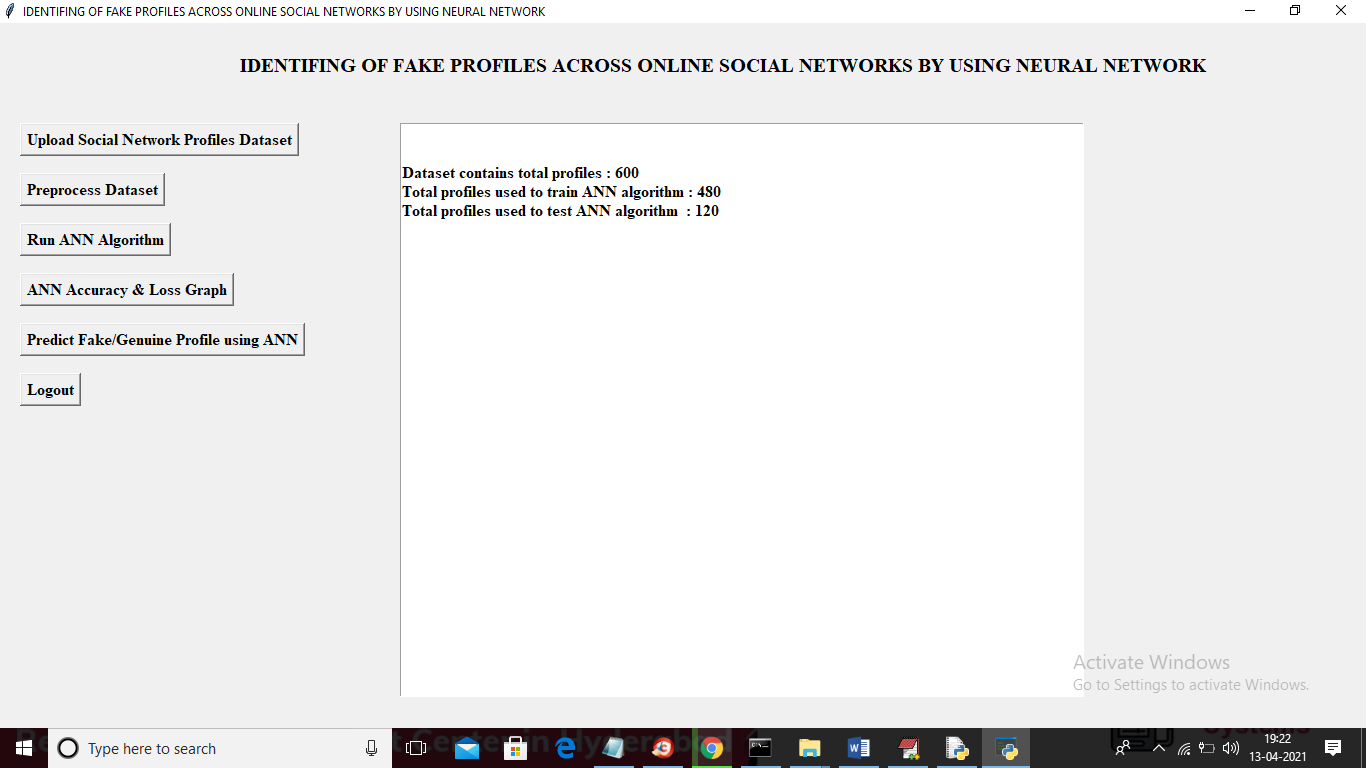 IDENTIFING OF FAKE PROFILES ACROSS ONLINE SOCIAL NETWORKS BY USING NEURAL NETWORK
IDENTIFING OF FAKE PROFILES ACROSS ONLINE SOCIAL NETWORKS BY USING NEURAL NETWORK
Upload Social Network Profiles Dataset
Preprocess Dataset
Run ANN Algorithm
ANN Accuracy & Loss Graph
Predict Fake/Genuine Profile using ANN
Logout
Dataset contains total profiles : 600
Total profiles used to train ANN algorithm : 480
Total profiles used to test ANN algorithm : 120
Activate Windows
Go to Settings to activate Windows.
Type here to search
19:22
13-04-2021